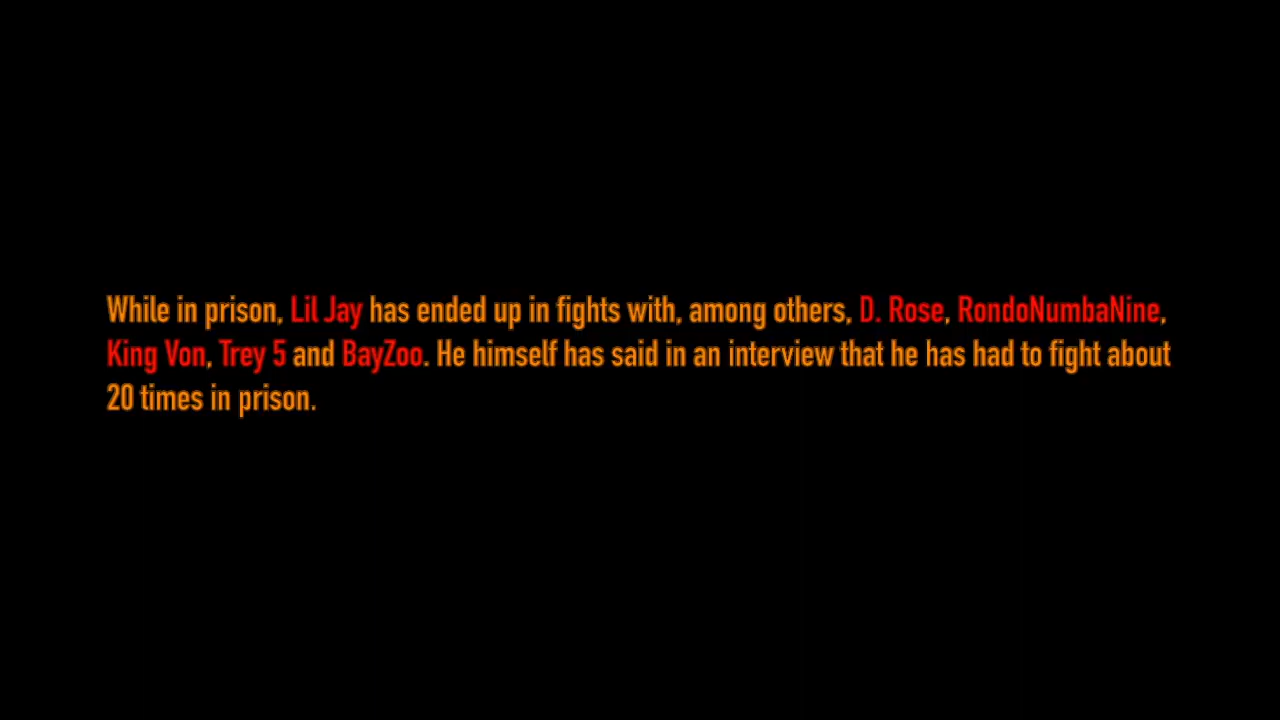 While in prison, Lil Jay has ended up in fights with, among others, D. Rose, RondoNumbaNine,
King Von, Trey 5 and BayZoo. He himself has said in an interview that he has had to fight about
20 times in prison.